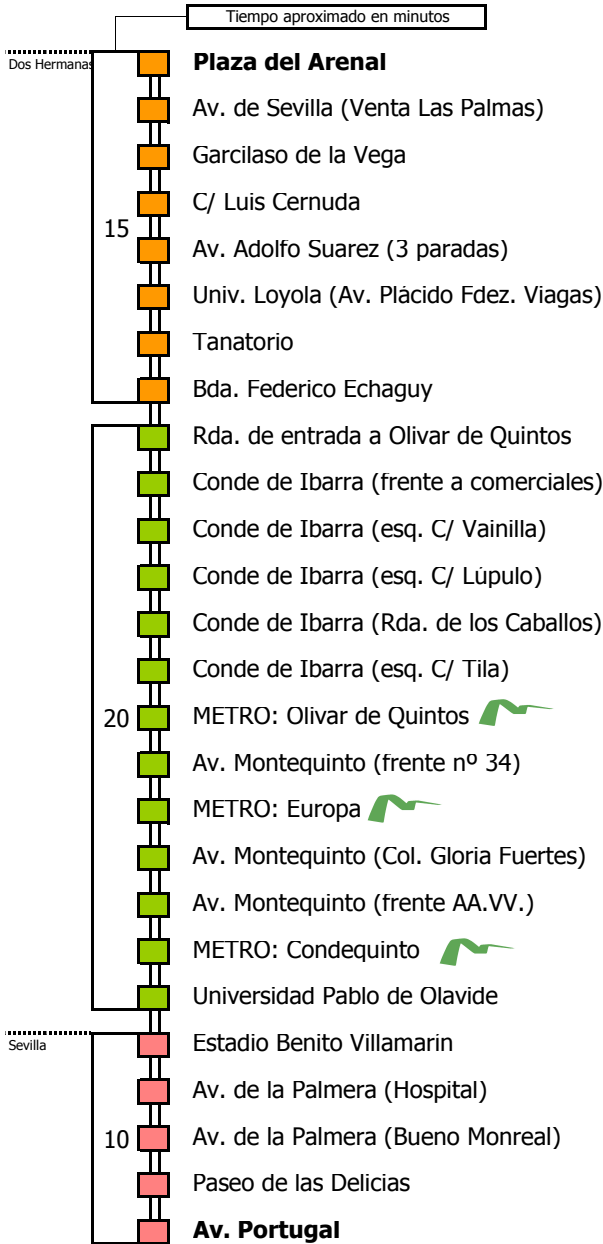 Tiempo aproximado en minutos
Dos Hermanas
Plaza del Arenal
Av. de Sevilla (Venta Las Palmas)
Garcilaso de la Vega
C/ Luis Cernuda
15
Av. Adolfo Suarez (3 paradas)
Univ. Loyola (Av. Plácido Fdez. Viagas)
Tanatorio
Bda. Federico Echaguy
Rda. de entrada a Olivar de Quintos
Conde de Ibarra (frente a comerciales)
Conde de Ibarra (esq. C/ Vainilla)
Conde de Ibarra (esq. C/ Lúpulo)
Conde de Ibarra (Rda. de los Caballos)
Conde de Ibarra (esq. C/ Tila)
20
METRO: Olivar de Quintos
Av. Montequinto (frente nº 34)
METRO: Europa
Av. Montequinto (Col. Gloria Fuertes)
Av. Montequinto (frente AA.VV.)
METRO: Condequinto
Universidad Pablo de Olavide
Sevilla
Estadio Benito Villamarin
Av. de la Palmera (Hospital)
10
Av. de la Palmera (Bueno Monreal)
Paseo de las Delicias
Av. Portugal